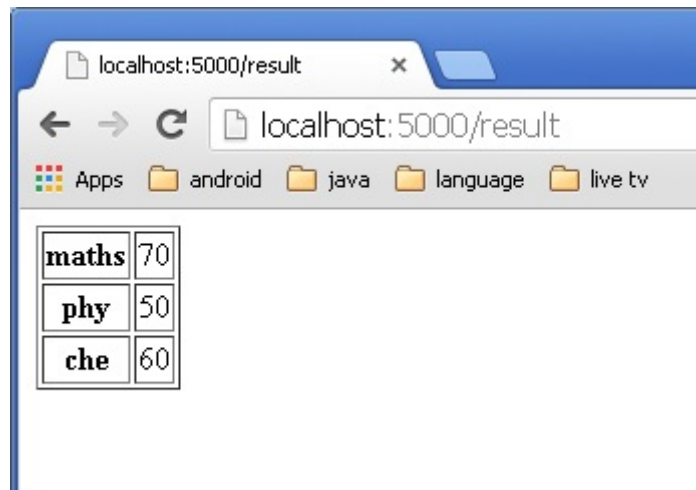 localhost:5000/result
localhost:5000/result
Apps android java language live tv
maths 70
phy 50
che 60